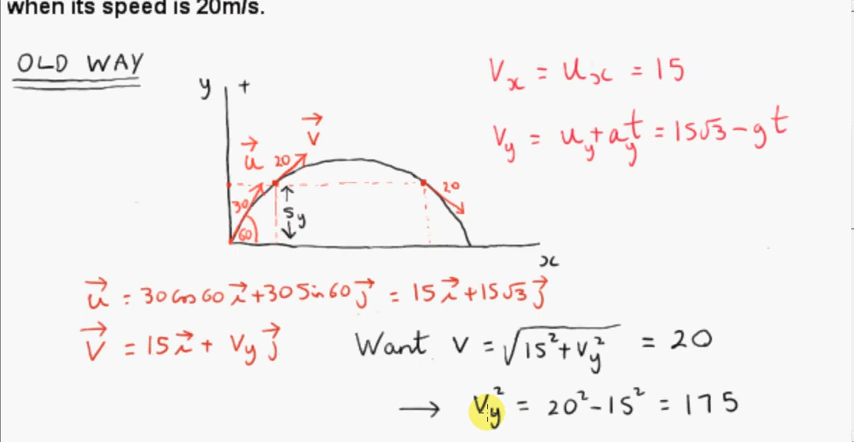 when its speed is 20m/s.
OLD WAY
y +
Vx = ux = 15
Vy = uy+ayt = 15√3-gt
u⃗ 20 v⃗
30
60
Sy
20
x
u⃗ = 30cos60 i⃗+30Sin60 j⃗ = 15i⃗+15√3j⃗
V⃗ = 15i⃗+ Vy j⃗
Want v = √15²+Vy² = 20
→ Vy² = 20²-15² = 175